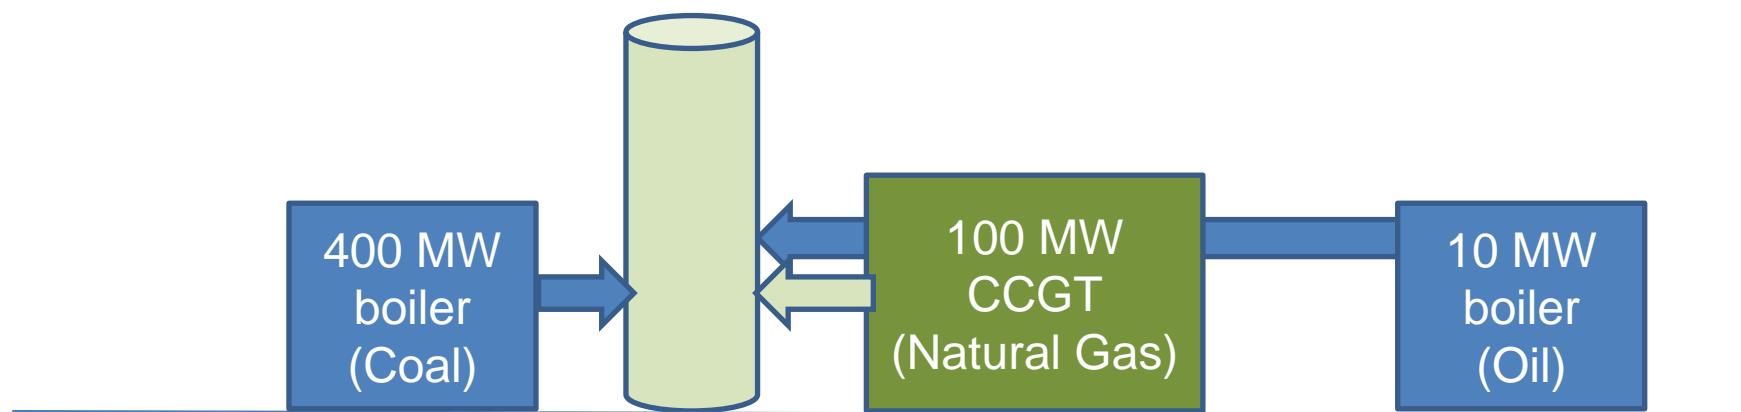 400 MW
boiler
(Coal)
100 MW
CCGT
(Natural Gas)
10 MW
boiler
(Oil)